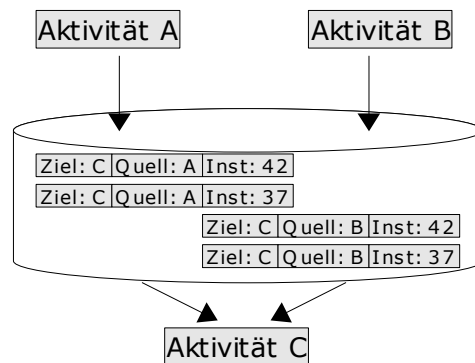 Aktivität A
Aktivität B
Ziel: C Quell: A Inst: 42
Ziel: C Quell: A Inst: 37
Ziel: C Quell: B Inst: 42
Ziel: C Quell: B Inst: 37
Aktivität C